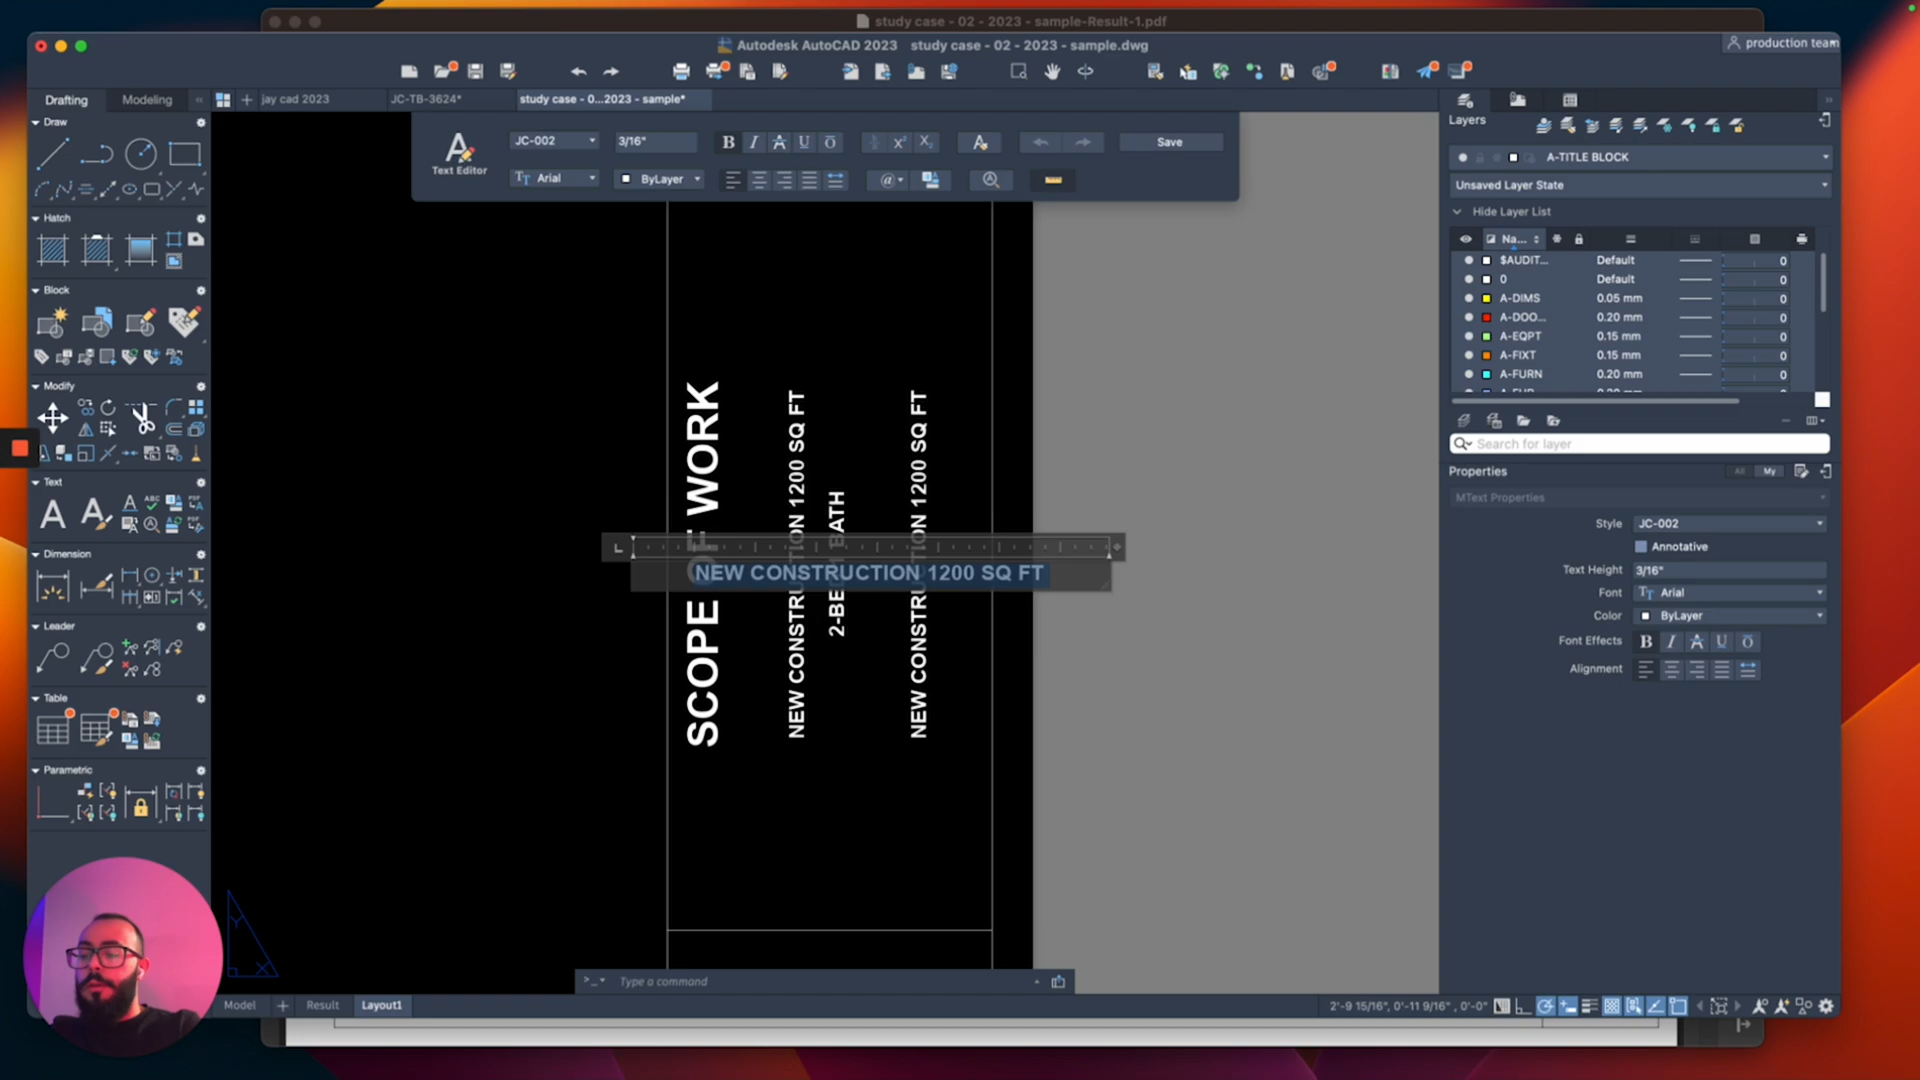 study case - 02 - 2023 - sample-Result-1.pdf
Autodesk AutoCAD 2023 study case - 02 - 2023 - sample.dwg
production team
Drafting
Modeling
jay cad 2023
JC-TB-3624*
study case - 0...2023 - sample*
Draw
Hatch
Block
Modify
Text
Dimension
Leader
Table
Parametric
Text Editor
JC-002
3/16"
Arial
ByLayer
Save
SCOPE OF WORK
NEW CONSTRUCTION 1200 SQ FT
BATH
NEW CONSTRUCTION 1200 SQ FT
NEW CONSTRUCTION 1200 SQ FT
Layers
A-TITLE BLOCK
Unsaved Layer State
Hide Layer List
Na...
$AUDIT... Default 0
0 Default 0
A-DIMS 0.05 mm 0
A-DOO... 0.20 mm 0
A-EQPT 0.15 mm 0
A-FIXT 0.15 mm 0
A-FURN 0.20 mm 0
Search for layer
Properties
All
My
MText Properties
Style JC-002
Annotative
Text Height 3/16"
Font Arial
Color ByLayer
Font Effects
Alignment
Type a command
Model
Result
Layout1
2'-9 15/16", 0'-11 9/16", 0'-0"